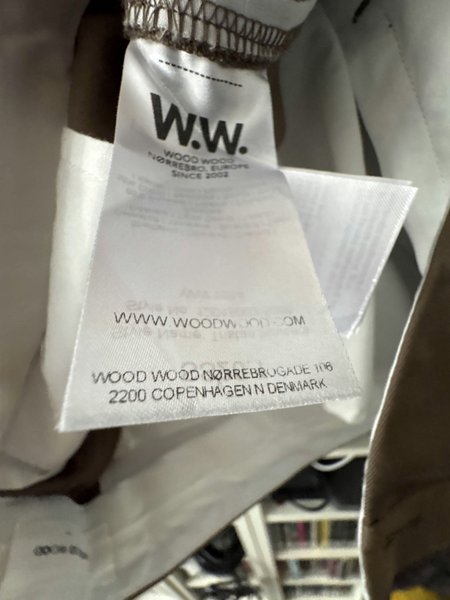 W.W.
WOOD WOOD
NØRREBRO, EUROPE
SINCE 2002
WWW.WOODWOOD.COM
WOOD WOOD NØRREBROGADE 106
2200 COPENHAGEN N DENMARK